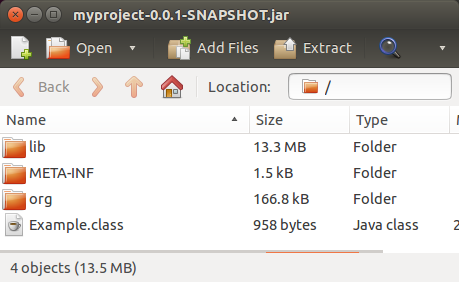 myproject-0.0.1-SNAPSHOT.jar
Open Add Files Extract
Back Location: /
Name Size Type
lib 13.3 MB Folder
META-INF 1.5 kB Folder
org 166.8 kB Folder
Example.class 958 bytes Java class 2
4 objects (13.5 MB)